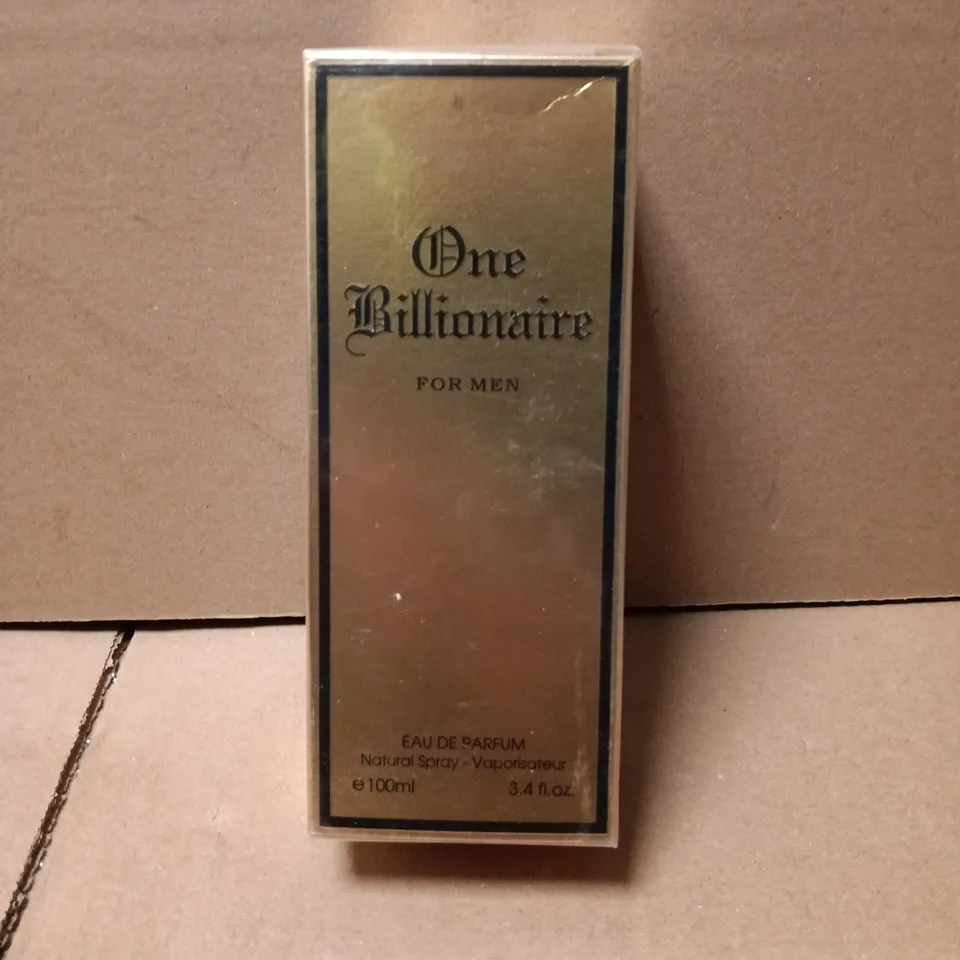 One
Billionaire
FOR MEN
EAU DE PARFUM
Natural Spray - Vaporisateur
℮100ml 3.4 fl.oz.